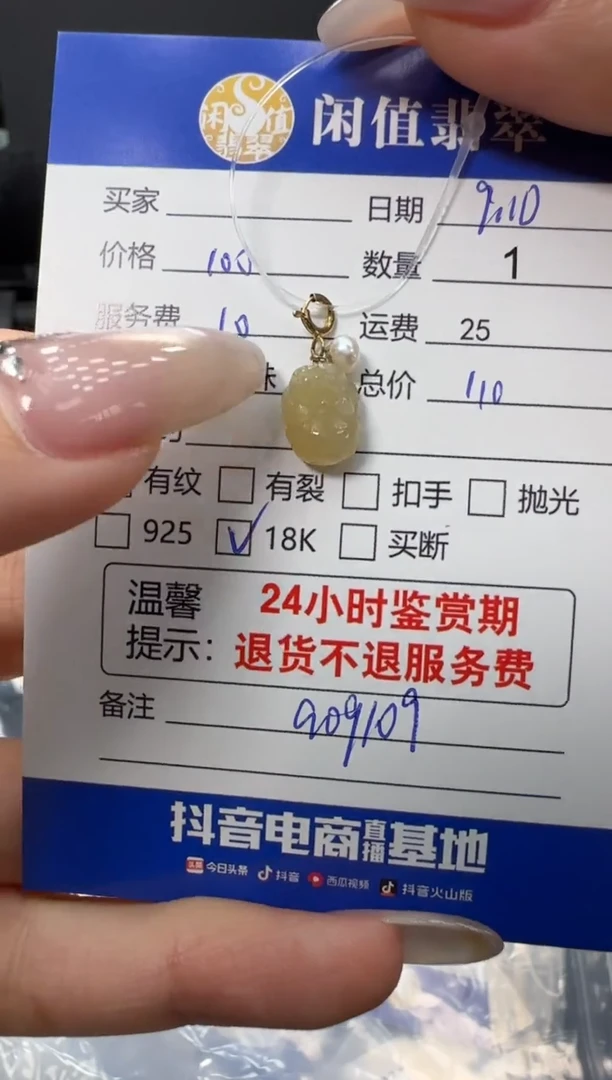 闲值翡翠
闲值翡翠
买家 日期 9.10
价格 100 数量 1
服务费 10 运费 25
总价 110
有纹 有裂 扣手 抛光
925 18K 买断
温馨提示：
24小时鉴赏期
退货不退服务费
备注 909109
抖音电商直播基地
头条 今日头条 抖音 西瓜视频 抖音火山版